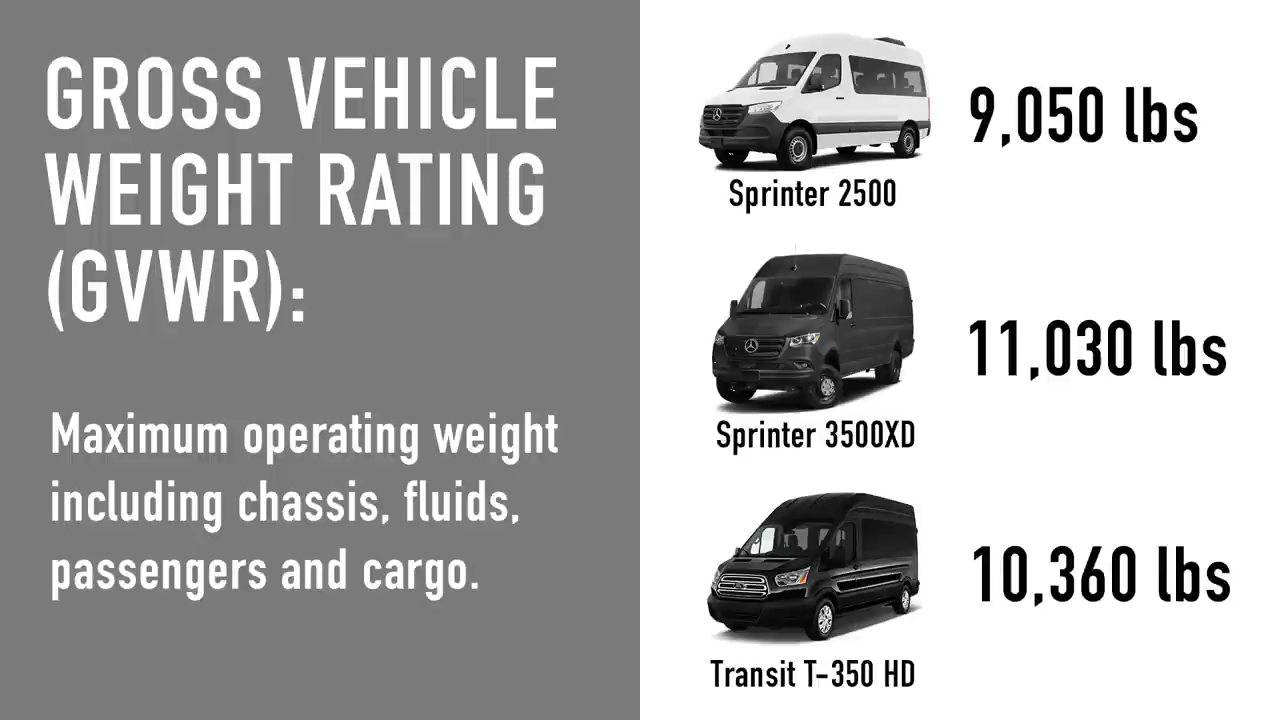 GROSS VEHICLE
WEIGHT RATING
(GVWR):
Maximum operating weight
including chassis, fluids,
passengers and cargo.
9,050 lbs
Sprinter 2500
11,030 lbs
Sprinter 3500XD
10,360 lbs
Transit T-350 HD